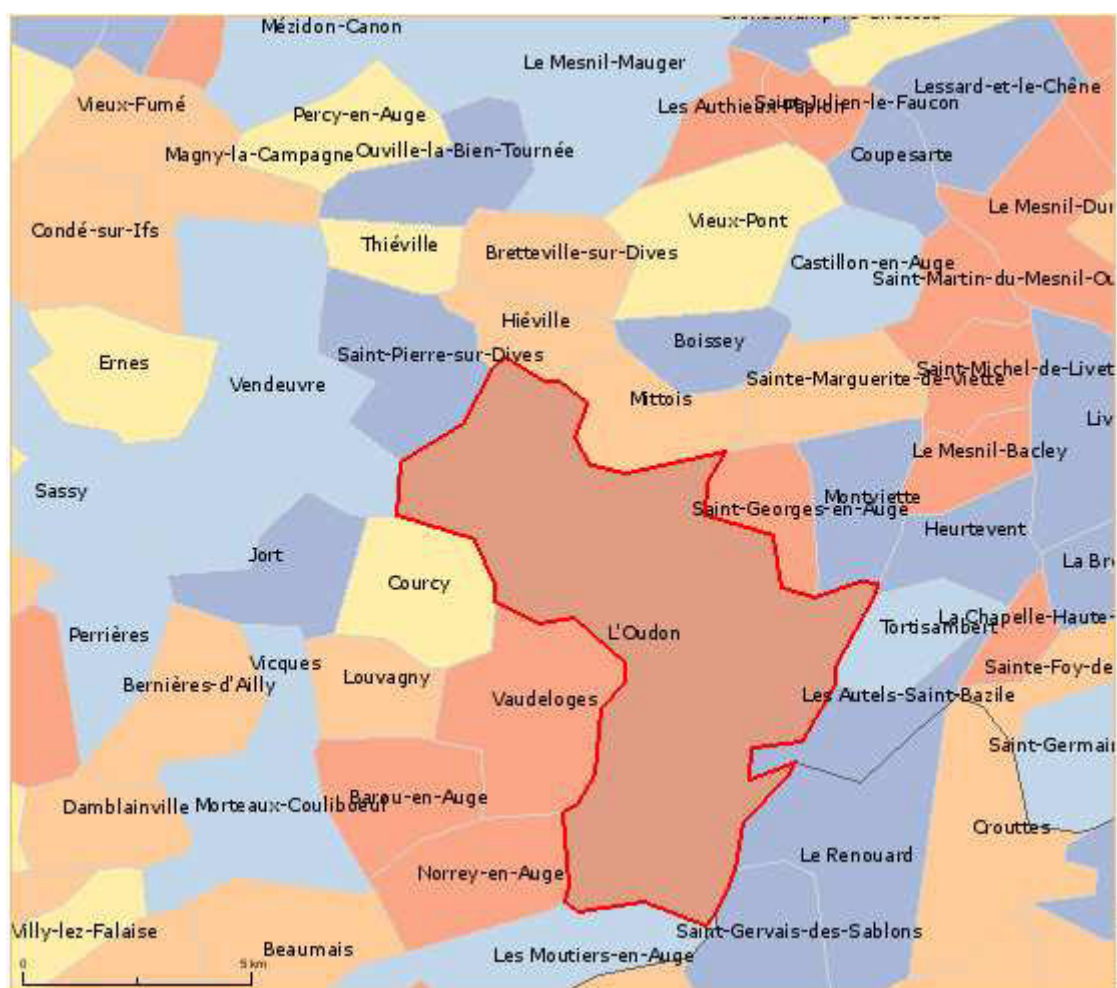 Mézidon-Canon
Le Mesnil-Mauger
Lessard-et-le-Chêne
Vieux-Fumé
Percy-en-Auge
Les Authieux-Papion
Saint-Julien-le-Faucon
Magny-la-Campagne
Ouville-la-Bien-Tournée
Coupesarte
Le Mesnil-Dur
Condé-sur-Ifs
Thiéville
Bretteville-sur-Dives
Vieux-Pont
Castillon-en-Auge
Saint-Martin-du-Mesnil-Ou
Hiéville
Ernes
Saint-Pierre-sur-Dives
Boissey
Vendeuvre
Sainte-Marguerite-de-Viette
Saint-Michel-de-Livet
Mittois
Liv
Le Mesnil-Bacley
Sassy
Saint-Georges-en-Auge
Montviette
Heurtevent
Jort
Courcy
La Bre
L'Oudon
Perrières
Tortisambert
La Chapelle-Haute-
Vicques
Bernières-d'Ailly
Louvagny
Vaudeloges
Les Autels-Saint-Bazile
Sainte-Foy-de
Saint-Germain
Damblainville
Morteaux-Couliboeuf
Barou-en-Auge
Crouttes
Le Renouard
Norrey-en-Auge
Villy-lez-Falaise
Beaumais
Les Moutiers-en-Auge
Saint-Gervais-des-Sablons
0
5 km